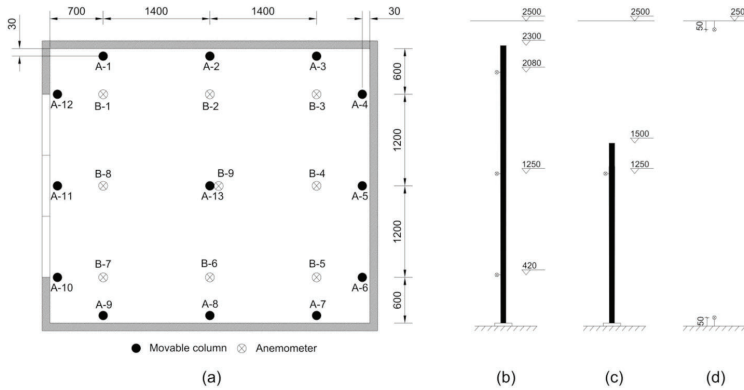 700
1400
1400
30
30
A-1
A-2
A-3
A-12
B-1
B-2
B-3
A-4
600
1200
B-8
B-9
B-4
A-11
A-13
A-5
1200
B-7
B-6
B-5
A-10
A-9
A-8
A-7
A-6
600
Movable column
Anemometer
(a)
2500
2300
2080
1250
420
(b)
2500
1500
1250
(c)
50
50
(d)